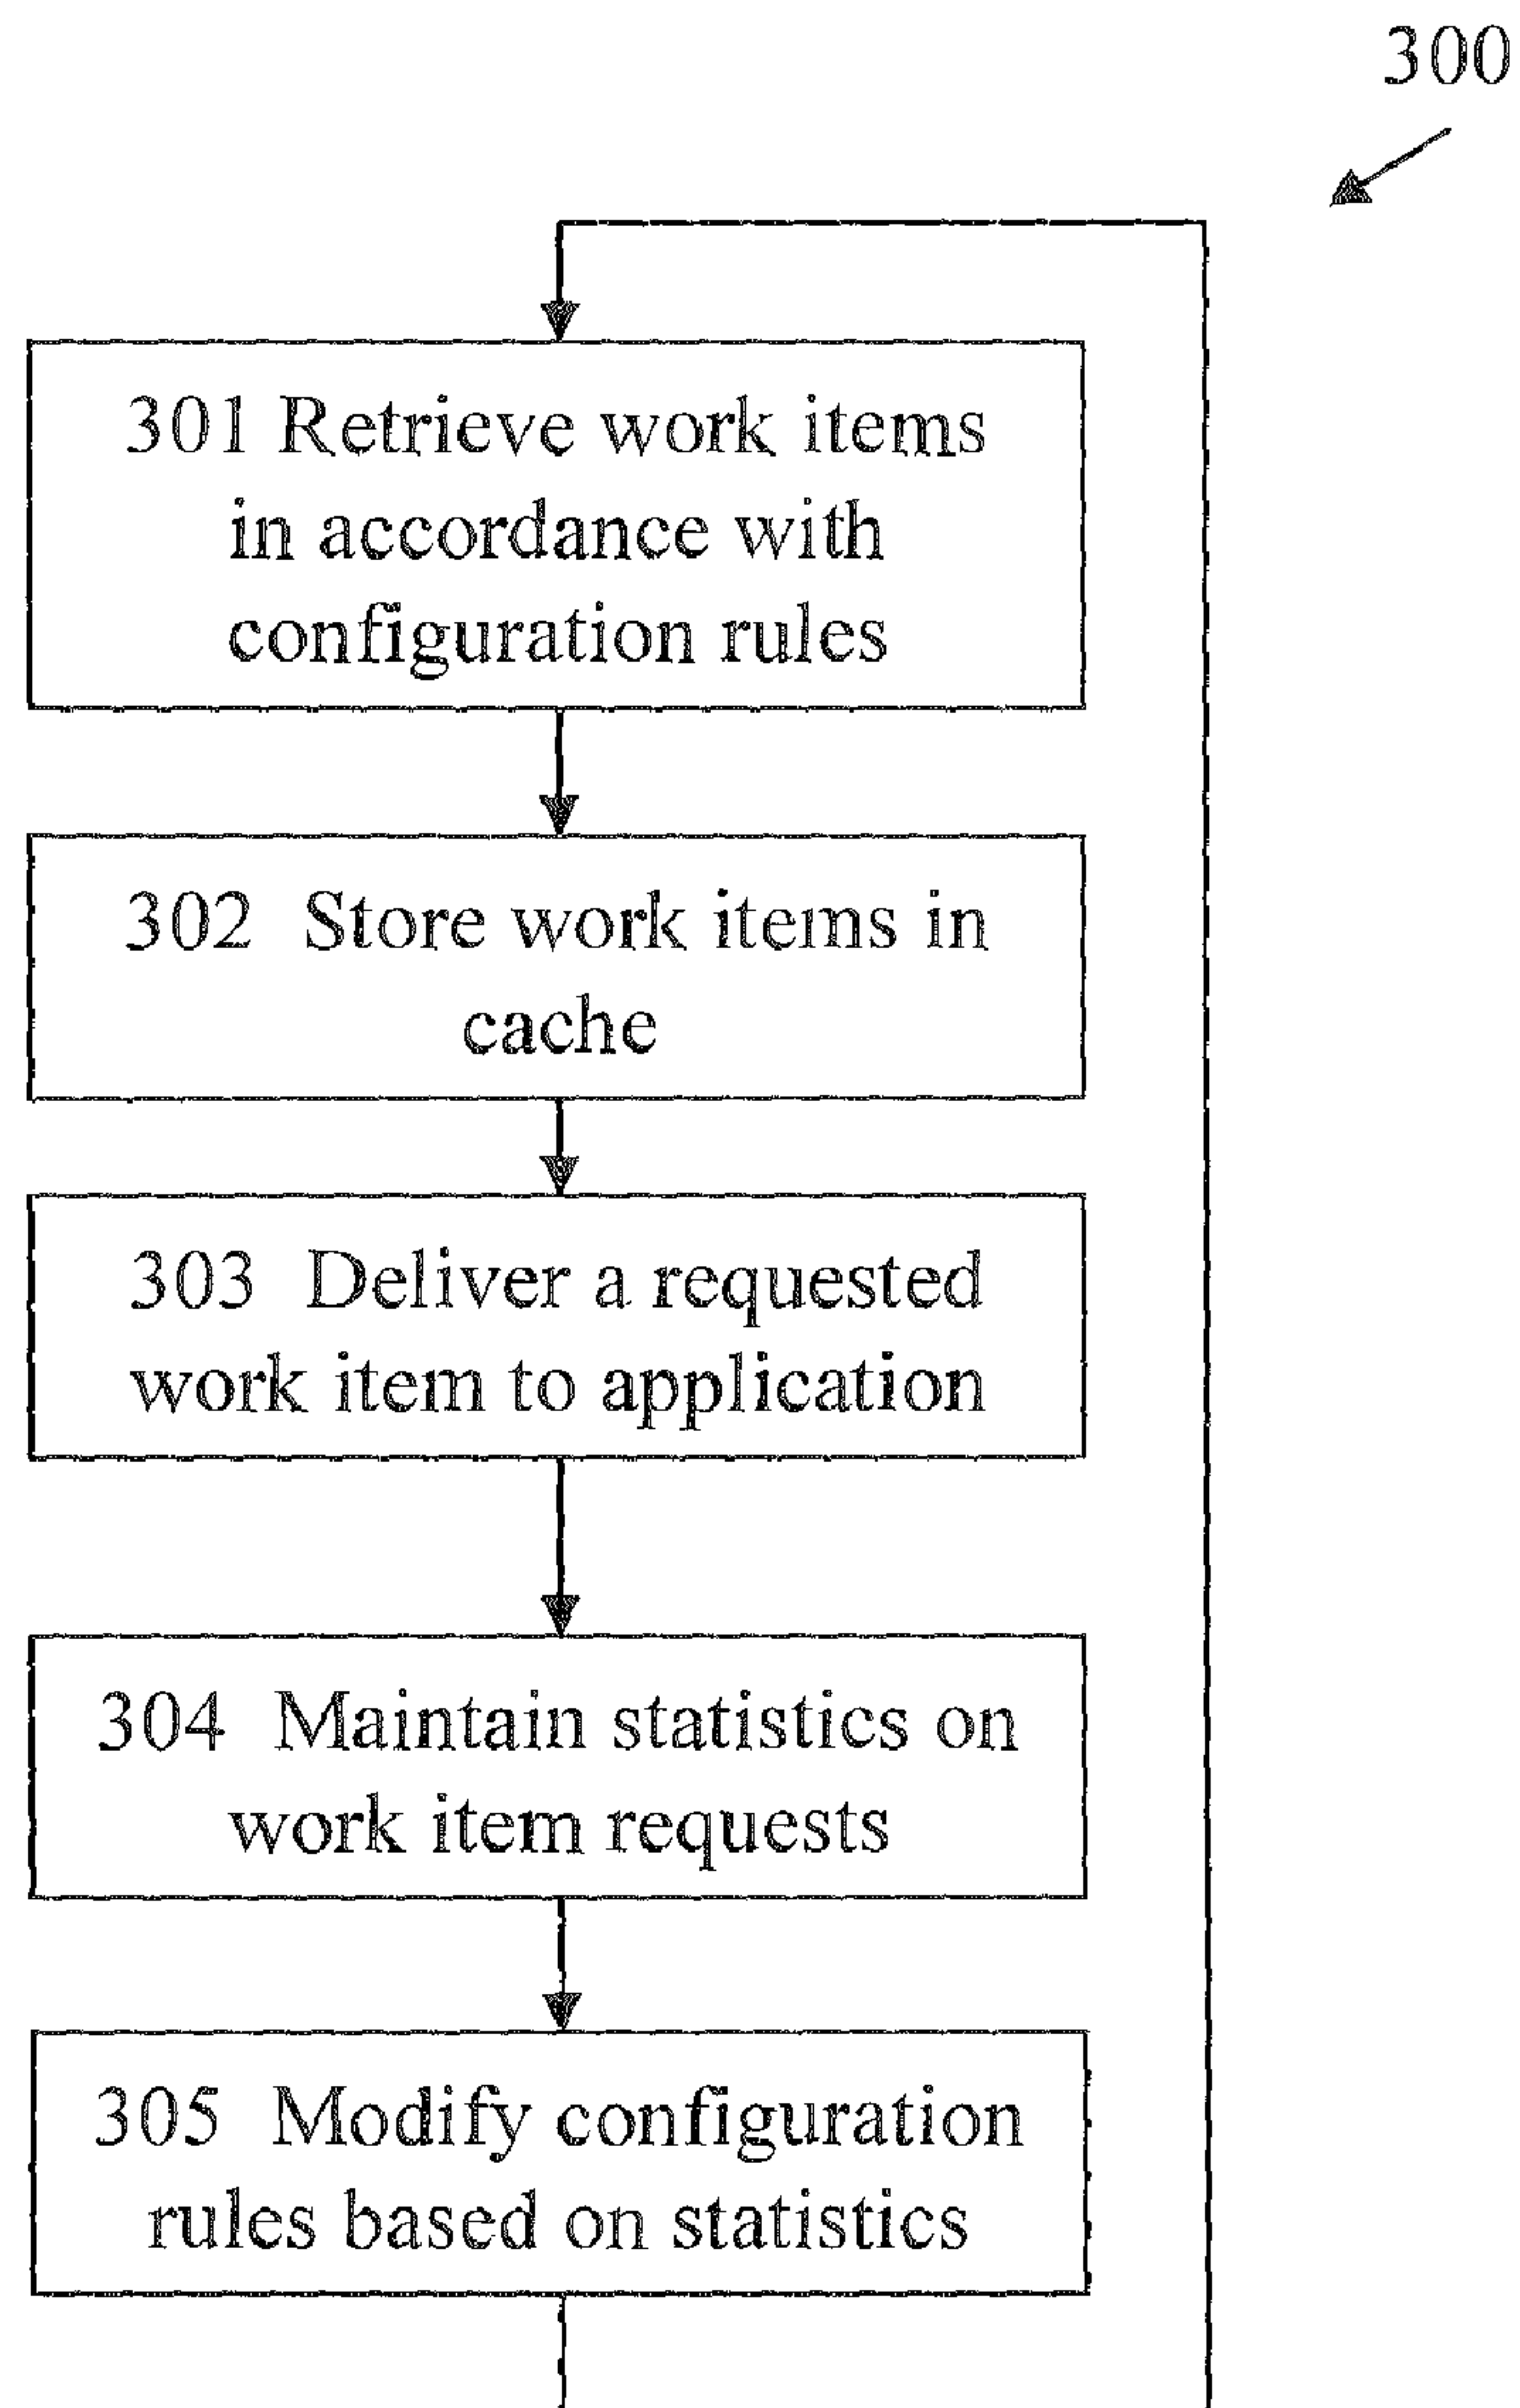 300
301 Retrieve work items
in accordance with
configuration rules
302 Store work items in
cache
303 Deliver a requested
work item to application
304 Maintain statistics on
work item requests
305 Modify configuration
rules based on statistics